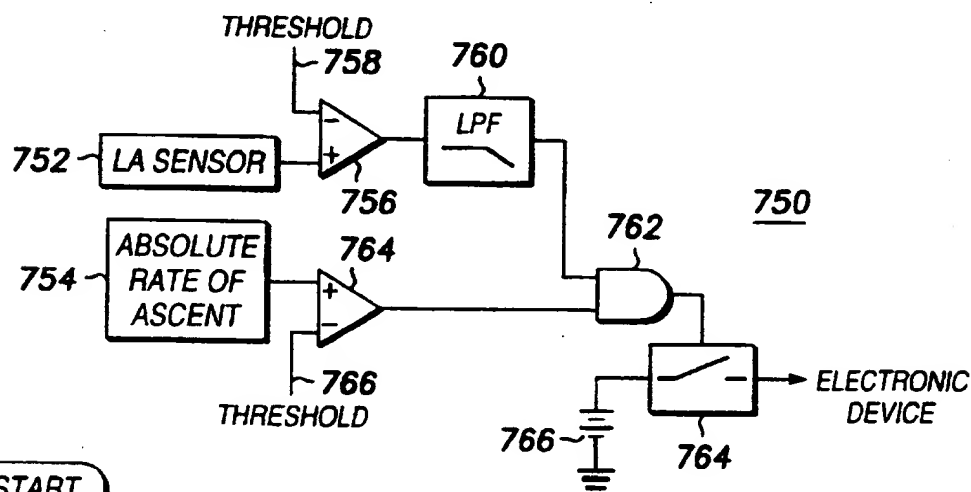 THRESHOLD
758
760
LPF
752
LA SENSOR
−
+
756
750
762
764
754
ABSOLUTE
RATE OF
ASCENT
+
−
766
THRESHOLD
ELECTRONIC
DEVICE
766
764
START